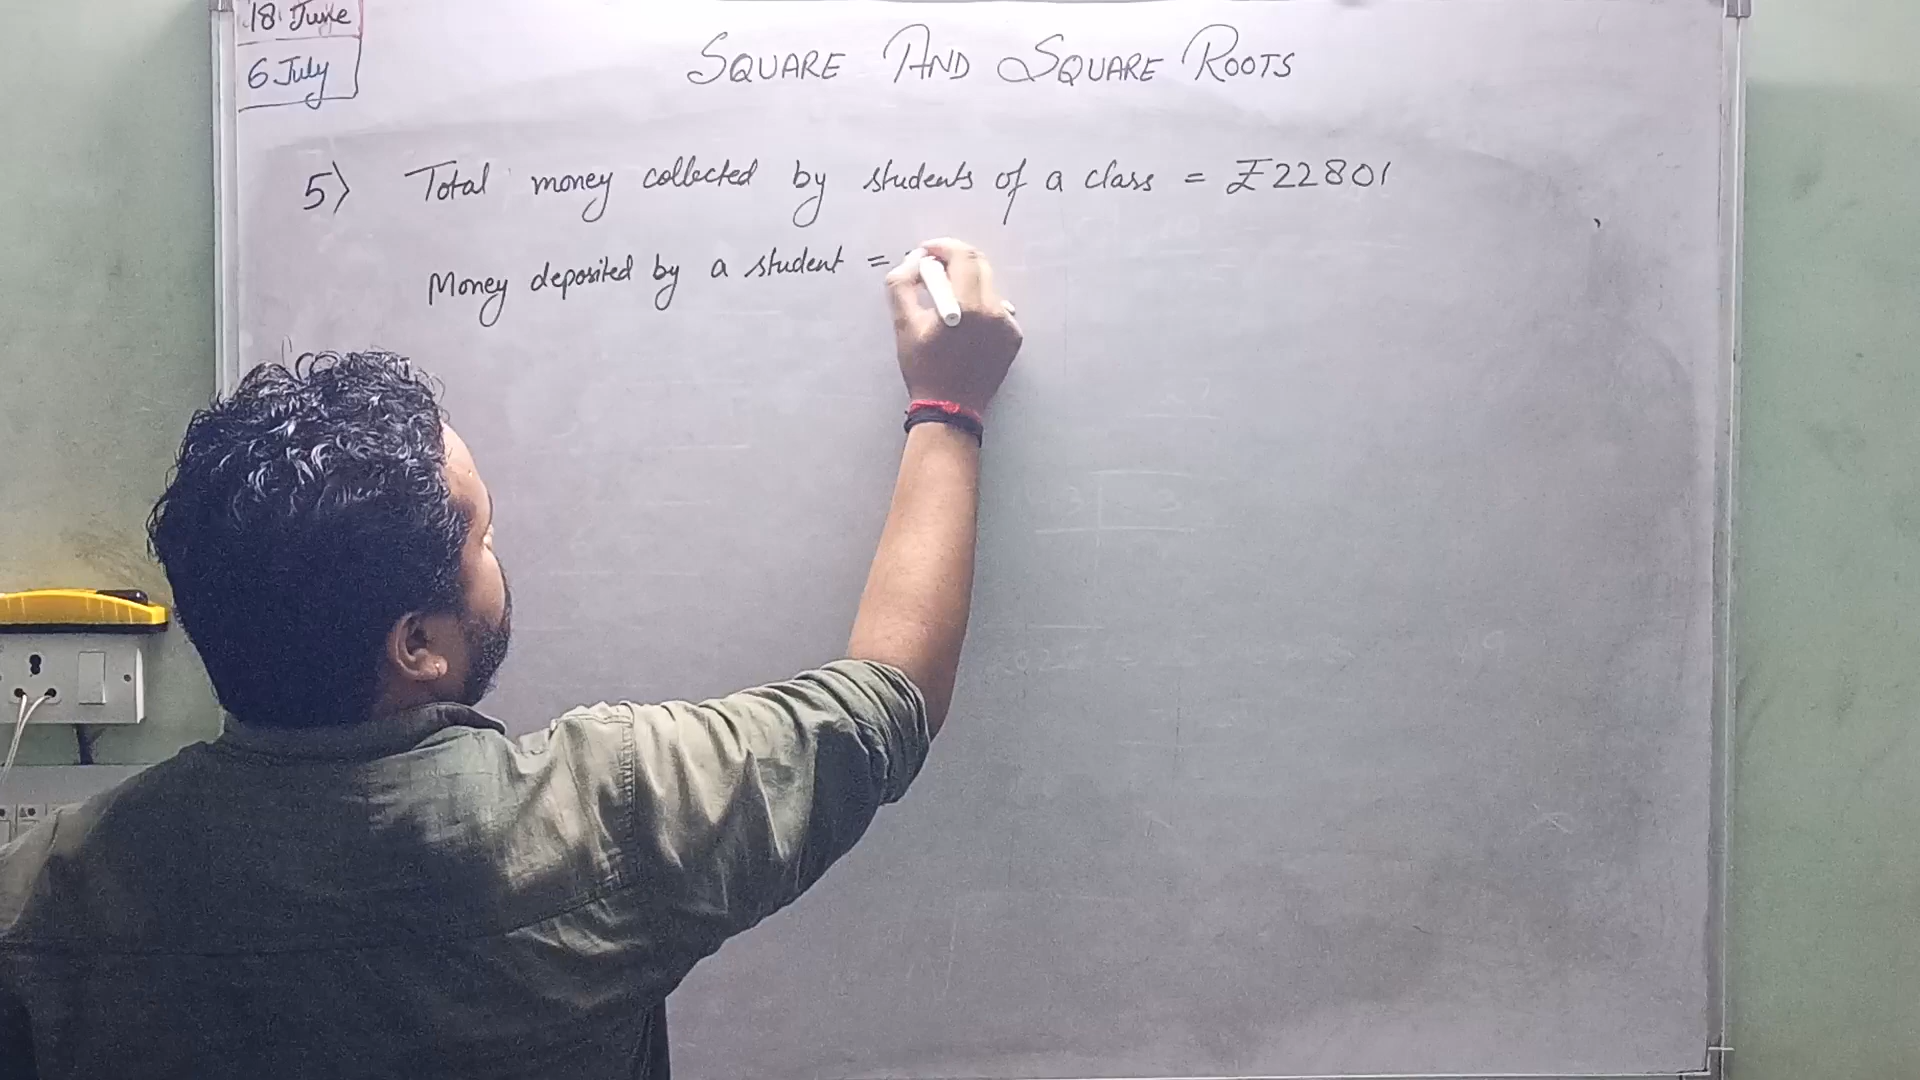 18 June
6 July
SQUARE AND SQUARE ROOTS
5) Total money collected by students of a class = ₹22801
Money deposited by a student =